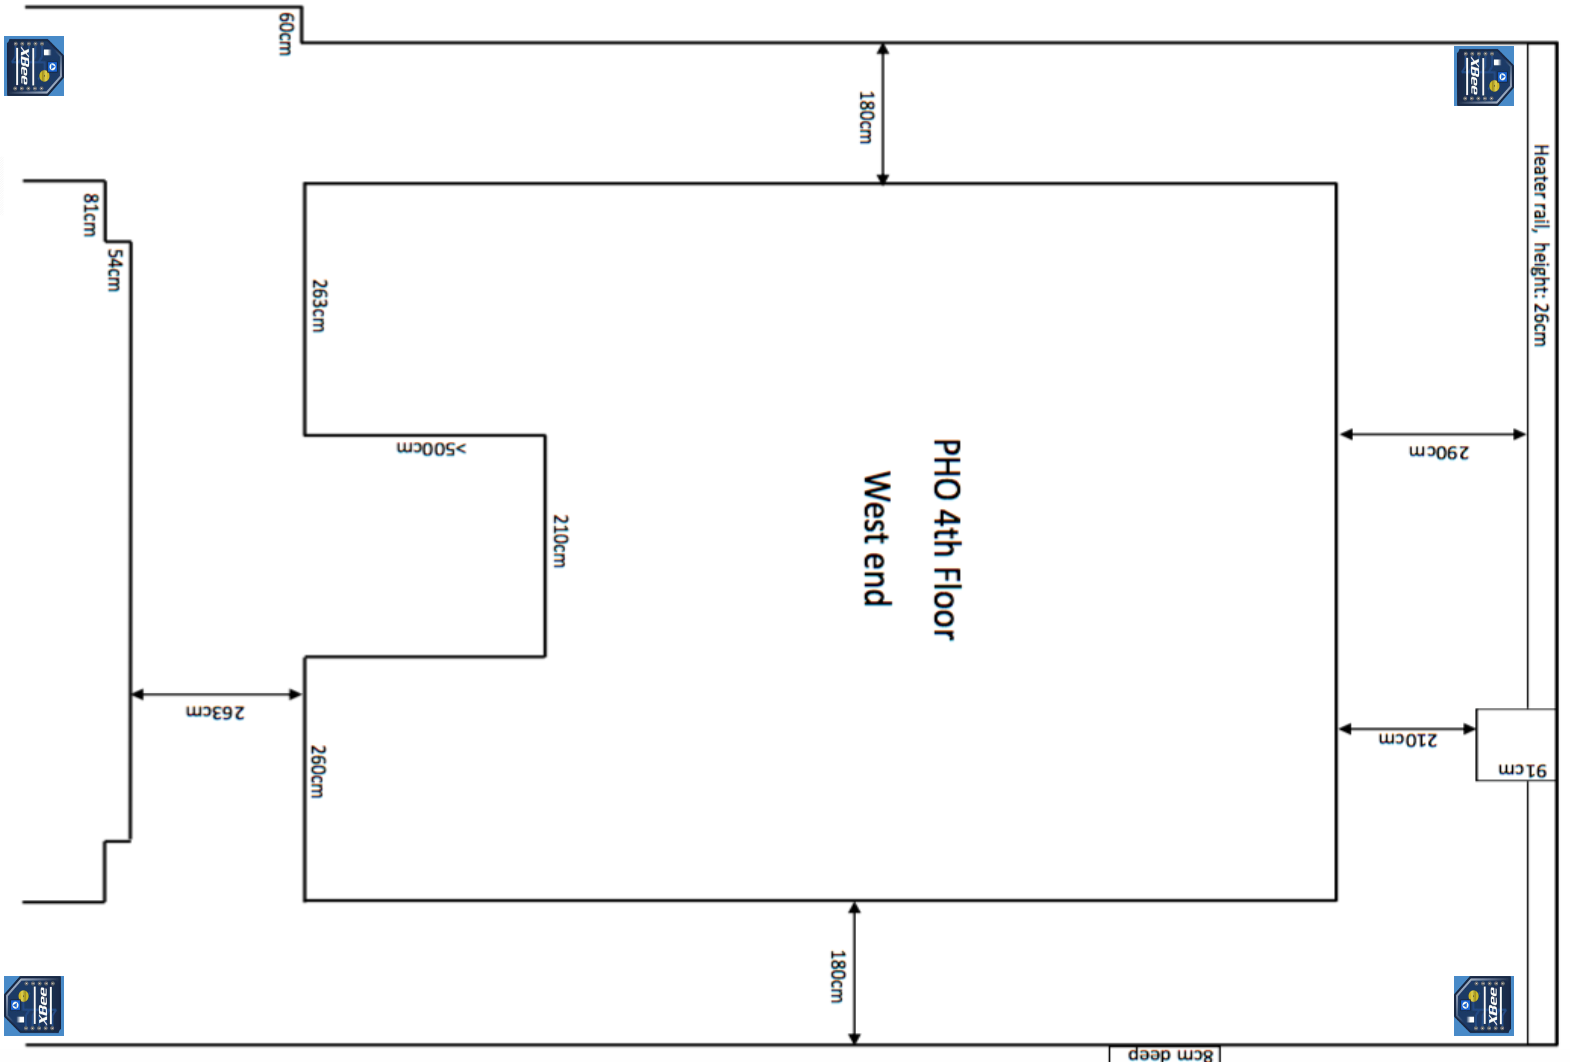 60cm
XBee
XBee
180cm
Heater rail, height: 26cm
81cm
54cm
263cm
>500cm
290cm
210cm
PHO 4th Floor
West end
263cm
260cm
210cm
91cm
180cm
XBee
XBee
8cm deep